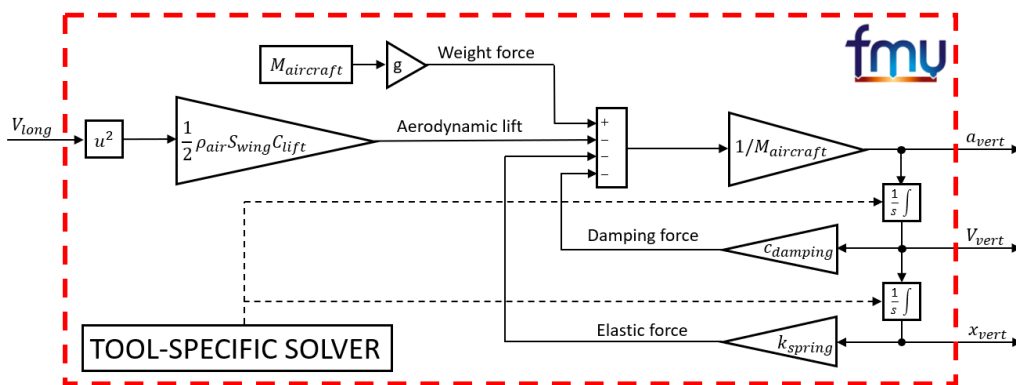 Weight force
fmu
M_aircraft
g
V_long
u²
1/2 ρ_air S_wing C_lift
Aerodynamic lift
+
−
−
−
1/M_aircraft
a_vert
1/s ∫
Damping force
c_damping
V_vert
1/s ∫
Elastic force
k_spring
x_vert
TOOL-SPECIFIC SOLVER